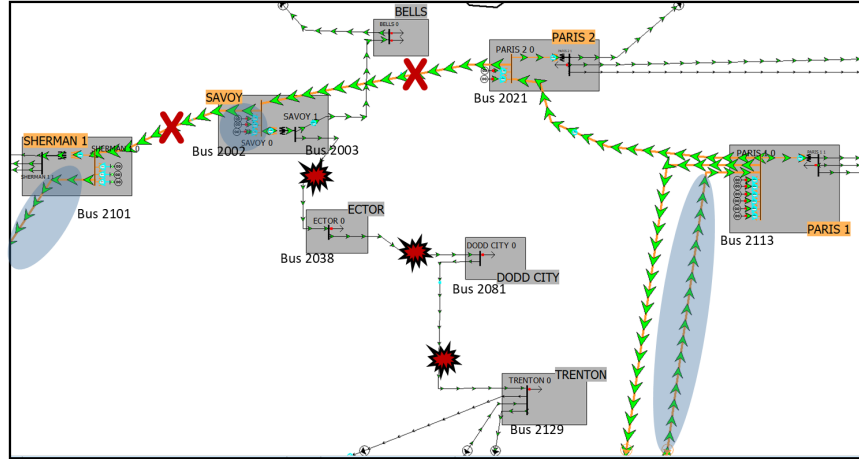 BELLS
BELLS 0
PARIS 2
PARIS 2 0
Bus 2021
SAVOY
SAVOY 1
SAVOY 0
Bus 2002
Bus 2003
SHERMAN 1
Bus 2101
PARIS 1 0
PARIS 1
Bus 2113
ECTOR
ECTOR 0
Bus 2038
DODD CITY 0
DODD CITY
Bus 2081
TRENTON
TRENTON 0
Bus 2129